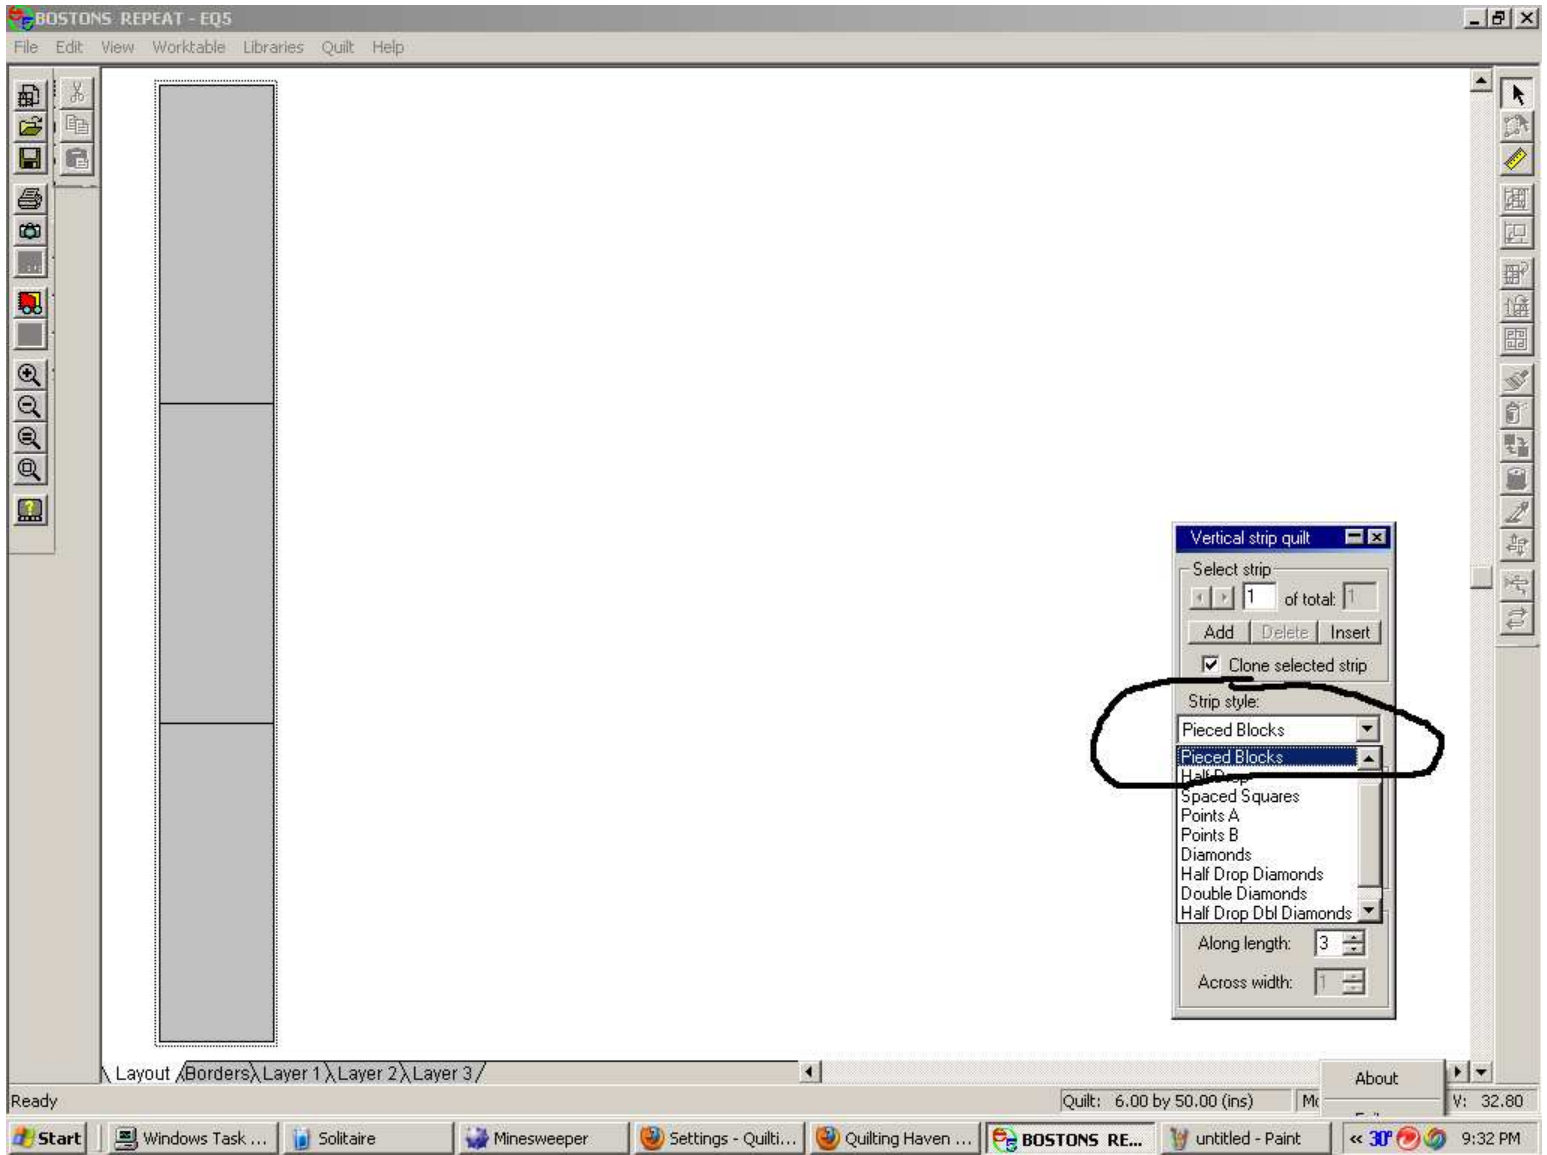 BOSTONS REPEAT - EQ5
File Edit View Worktable Libraries Quilt Help
Vertical strip quilt
Select strip
1 of total: 1
Add Delete Insert
Clone selected strip
Strip style:
Pieced Blocks
Pieced Blocks
Half Drop
Spaced Squares
Points A
Points B
Diamonds
Half Drop Diamonds
Double Diamonds
Half Drop Dbl Diamonds
Along length: 3
Across width: 1
Layout Borders Layer 1 Layer 2 Layer 3
About
Ready Quilt: 6.00 by 50.00 (ins) V: 32.80
Start Windows Task ... Solitaire Minesweeper Settings - Quilti... Quilting Haven ... BOSTONS RE... untitled - Paint « 30° 9:32 PM